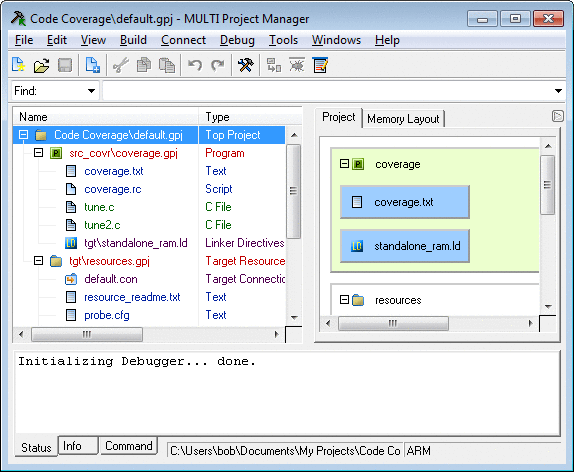 Code Coverage\default.gpj - MULTI Project Manager
File Edit View Build Connect Debug Tools Windows Help
Find:
Name Type
Code Coverage\default.gpj Top Project
src_covr\coverage.gpj Program
coverage.txt Text
coverage.rc Script
tune.c C File
tune2.c C File
tgt\standalone_ram.ld Linker Directives
tgt\resources.gpj Target Resource
default.con Target Connectio
resource_readme.txt Text
probe.cfg Text
Project Memory Layout
coverage
coverage.txt
standalone_ram.ld
resources
Initializing Debugger... done.
Status Info Command C:\Users\bob\Documents\My Projects\Code Co ARM